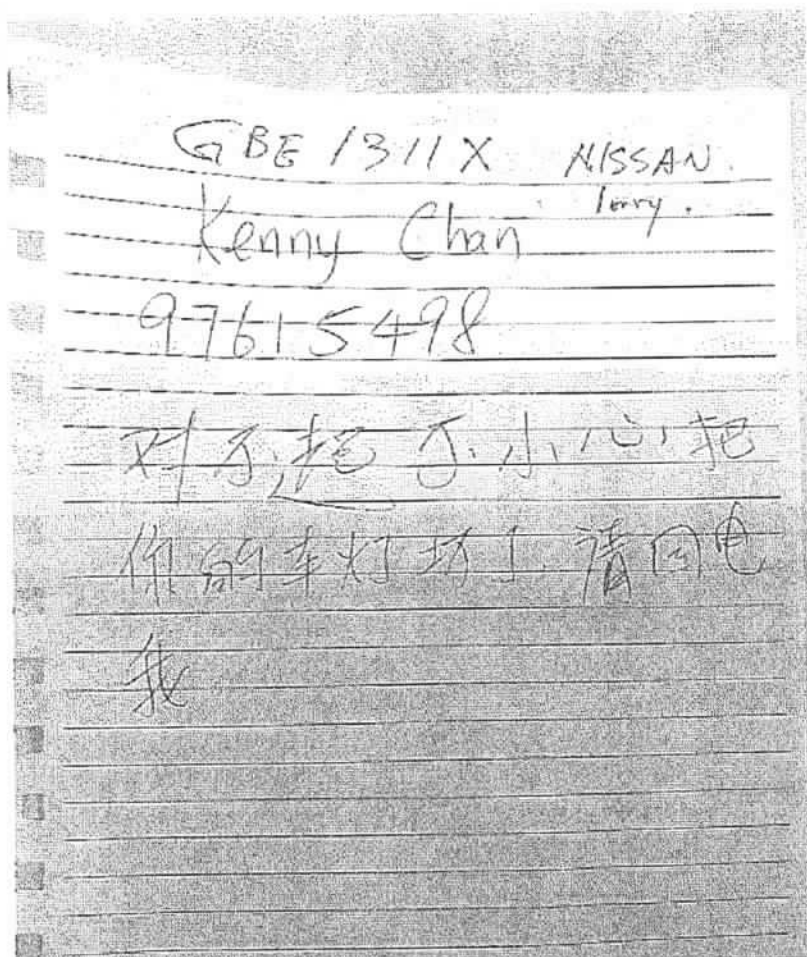 GBE 1311X NISSAN.
lorry.
Kenny Chan
97615498
对不起 不小心把
你的车灯坏了 请回电
我